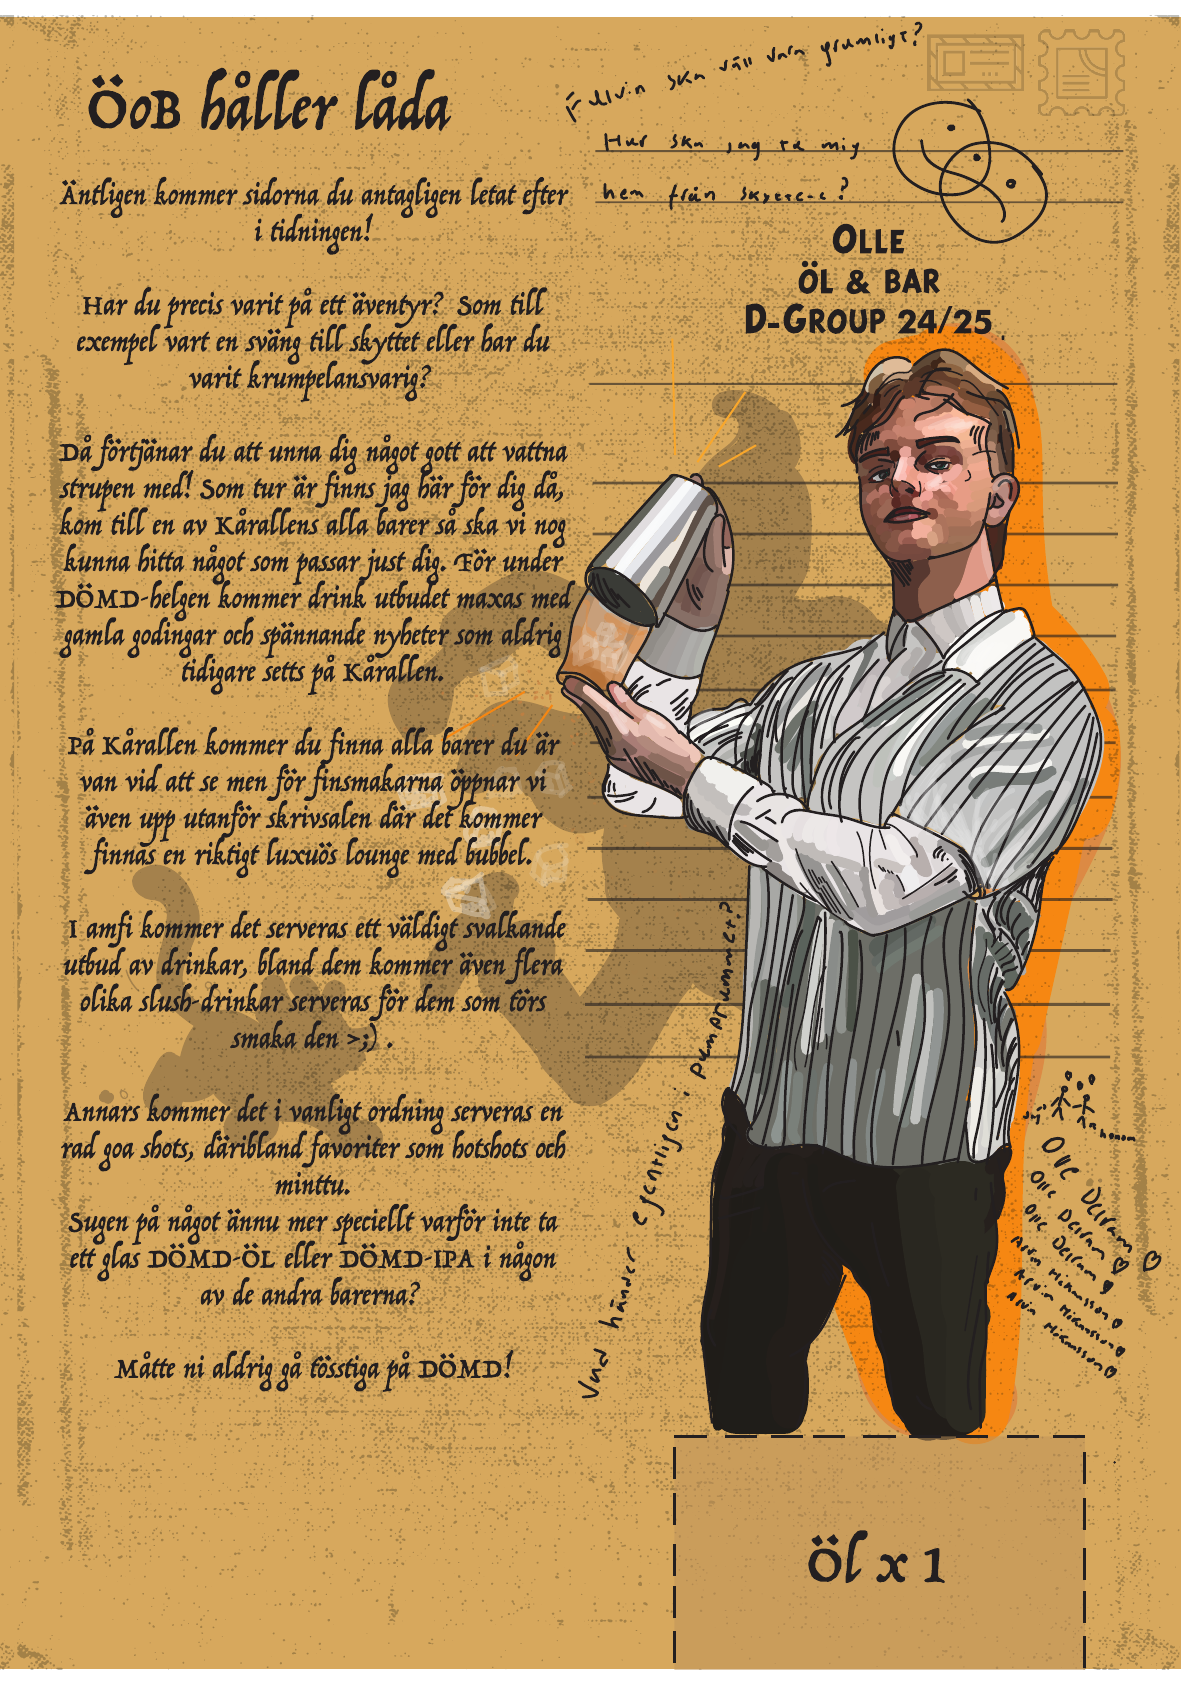 ÖoB håller låda
Äntligen kommer sidorna du antagligen letat efter
i tidningen!
Har du precis varit på ett äventyr? Som till
exempel vart en sväng till skyttet eller har du
varit krumpelansvarig?
Då förtjänar du att unna dig något gott att vattna
strupen med! Som tur är finns jag här för dig då,
kom till en av Kårallens alla barer så ska vi nog
kunna hitta något som passar just dig. För under
DÖMD-helgen kommer drink utbudet maxas med
gamla godingar och spännande nyheter som aldrig
tidigare setts på Kårallen.
På Kårallen kommer du finna alla barer du är
van vid att se men för finsmakarna öppnar vi
även upp utanför skrivsalen där det kommer
finnas en riktigt luxuös lounge med bubbel.
I amfi kommer det serveras ett väldigt svalkande
utbud av drinkar, bland dem kommer även flera
olika slush-drinkar serveras för dem som törs
smaka den >;) .
Annars kommer det i vanligt ordning serveras en
rad goa shots, däribland favoriter som hotshots och
minttu.
Sugen på något ännu mer speciellt varför inte ta
ett glas DÖMD-ÖL eller DÖMD-IPA i någon
av de andra barerna?
Måtte ni aldrig gå tösstiga på DÖMD!
ska väll vara grumligt?
Hur ska jag ta mig
hem från
OLLE
ÖL & BAR
D-GROUP 24/25
Vad händer egentligen i pumprummet?
Olle
Olle
Olle
Arvin
Arvin
Arvin
Öl x 1